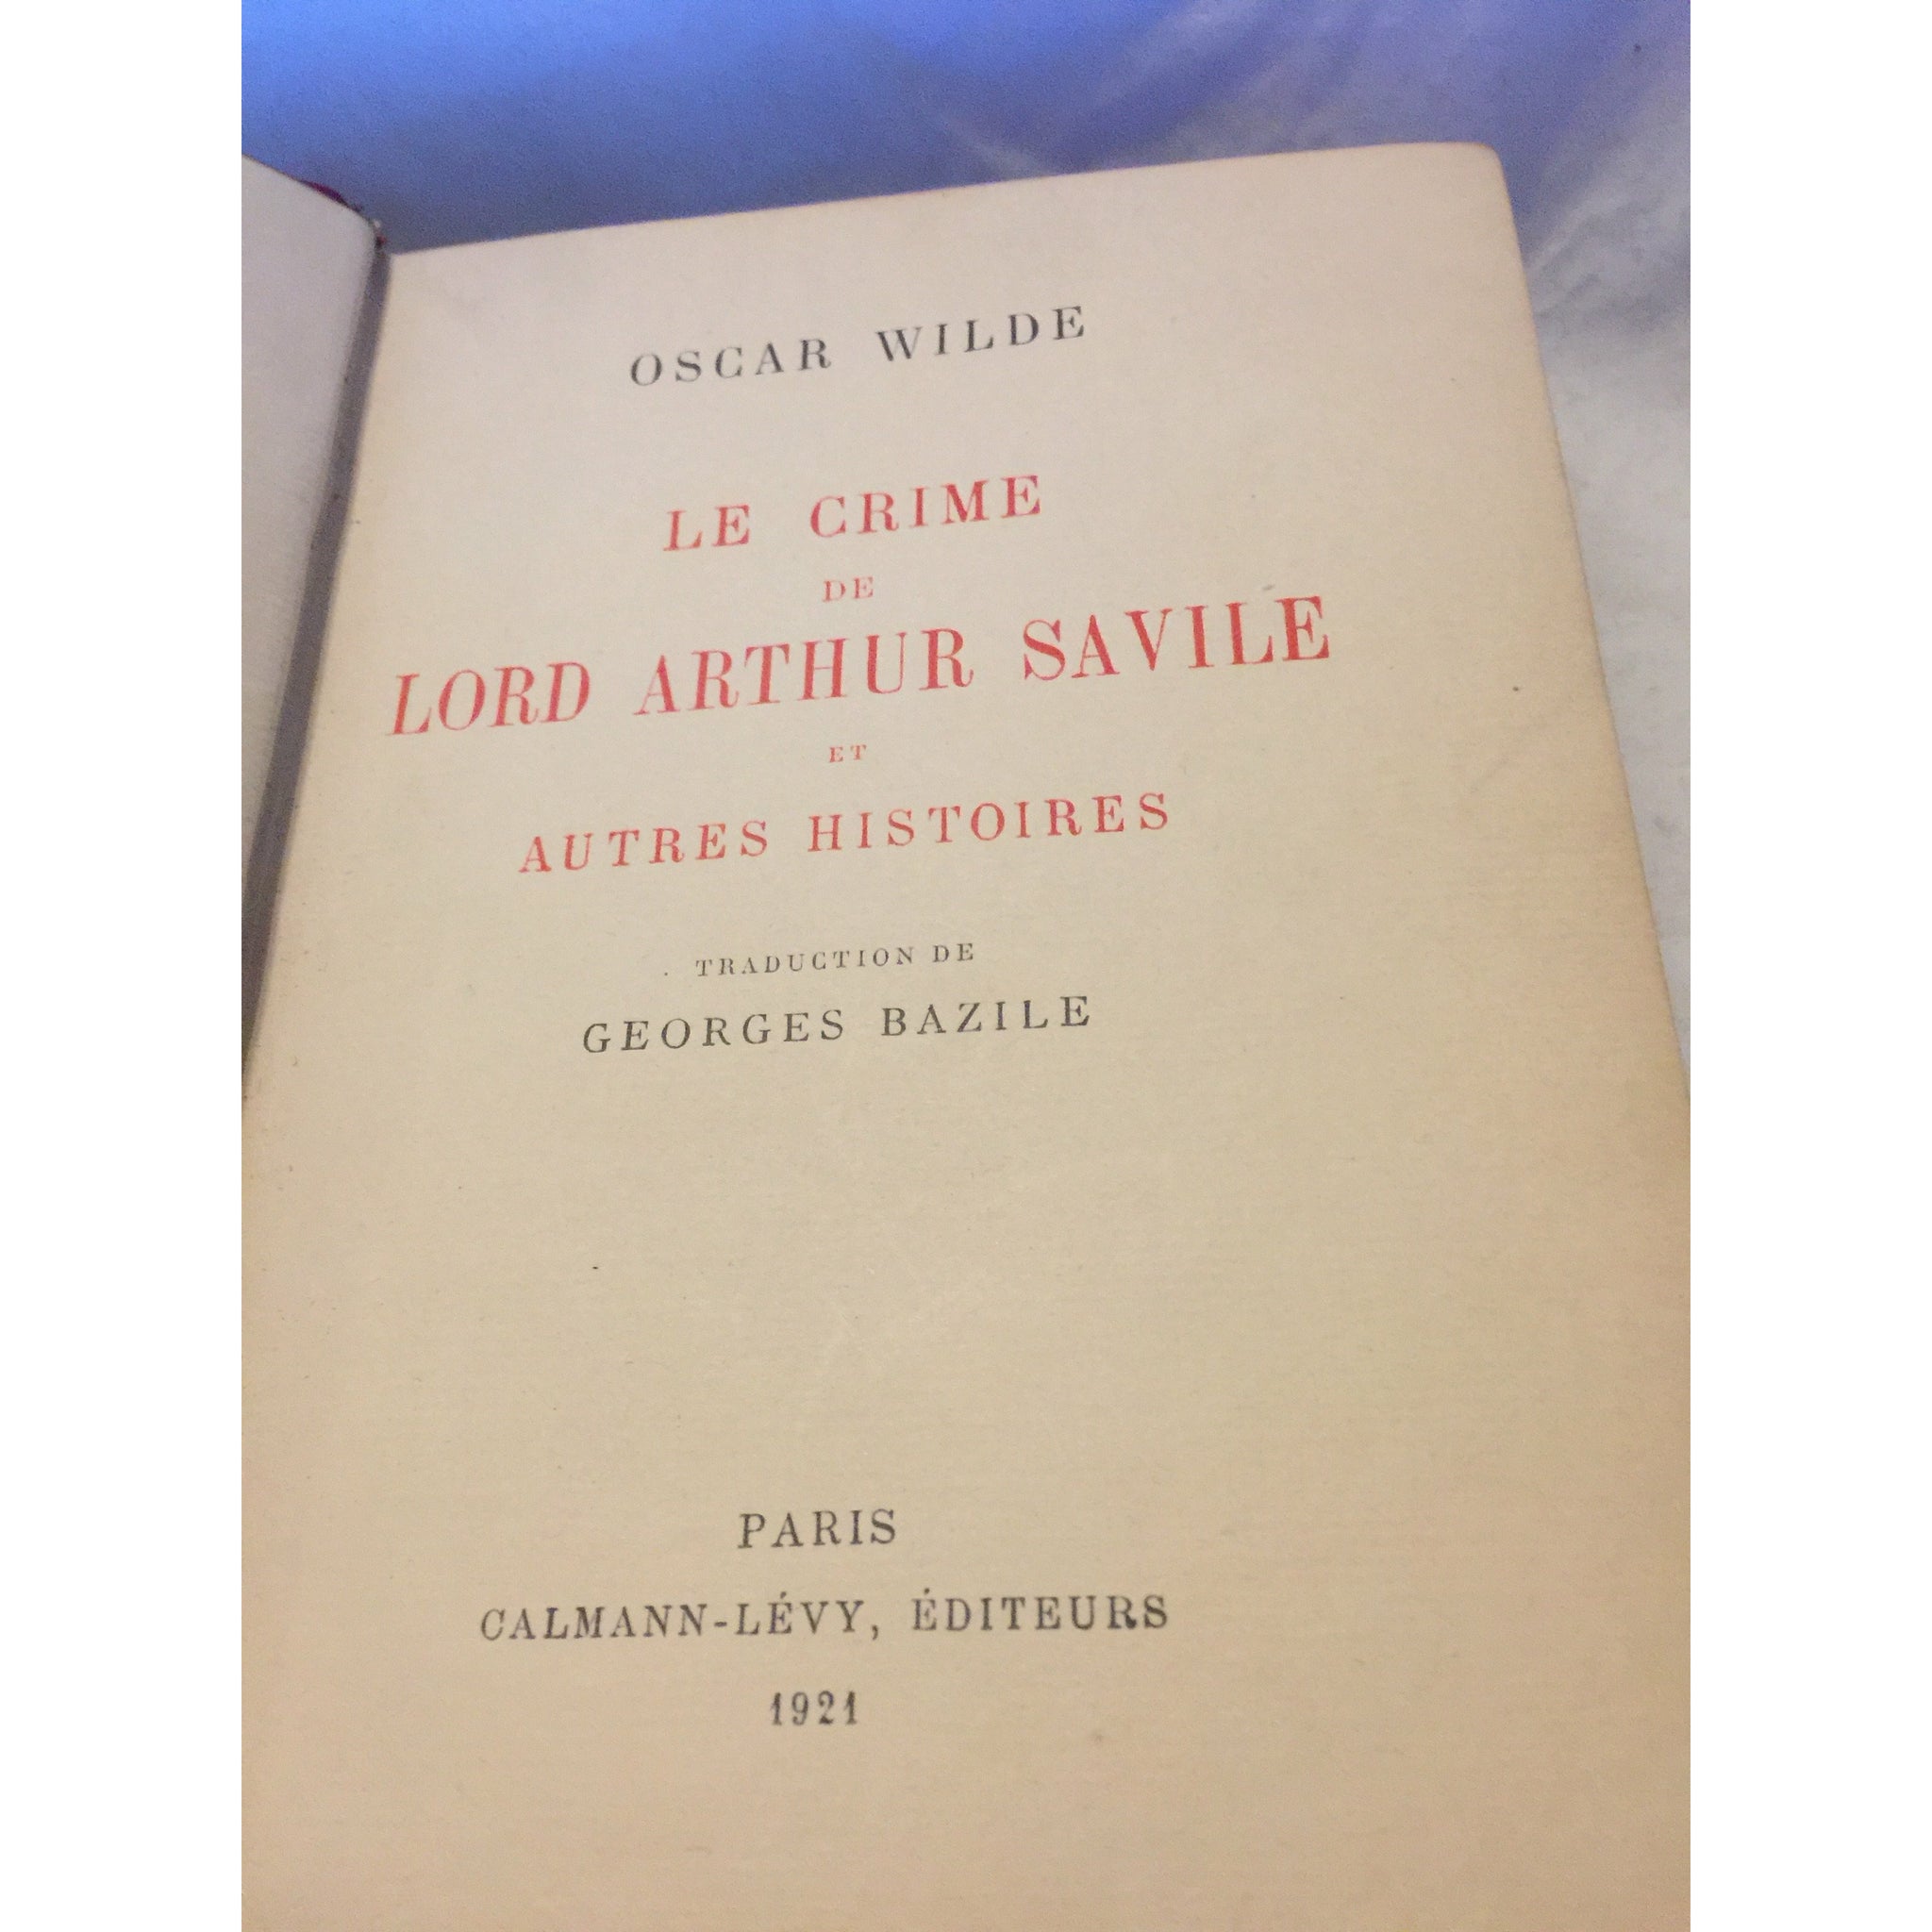 OSCAR WILDE
LE CRIME
DE
LORD ARTHUR SAVILE
ET
AUTRES HISTOIRES
TRADUCTION DE
GEORGES BAZILE
PARIS
CALMANN-LÉVY, ÉDITEURS
1921